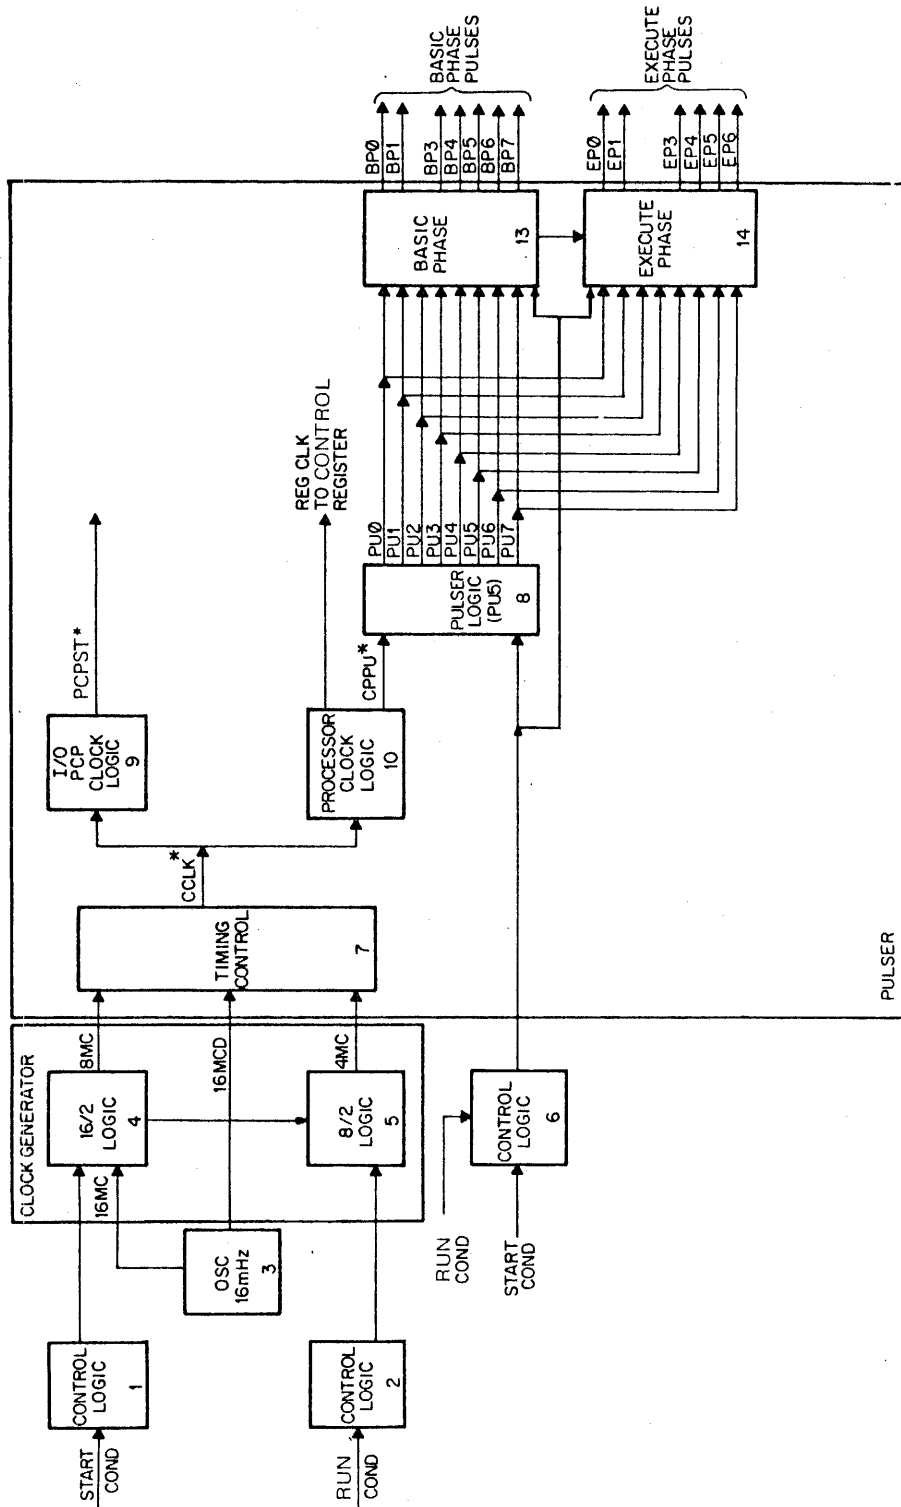 START
COND
CONTROL
LOGIC
1
RUN
COND
CONTROL
LOGIC
2
OSC
16mHz
3
CLOCK GENERATOR
16MC
16/2
LOGIC
4
8/2
LOGIC
5
8MC
16MCD
4MC
RUN
COND
START
COND
CONTROL
LOGIC
6
TIMING
CONTROL
7
CCLK*
I/O
PCP
CLOCK
LOGIC
9
PCPST*
PROCESSOR
CLOCK
LOGIC
10
REG CLK
TO CONTROL
REGISTER
CPPU*
PULSER
LOGIC
(PU5)
8
PU0
PU1
PU2
PU3
PU4
PU5
PU6
PU7
BASIC
PHASE
13
EXECUTE
PHASE
14
BP0
BP1
BP3
BP4
BP5
BP6
BP7
BASIC
PHASE
PULSES
EP0
EP1
EP3
EP4
EP5
EP6
EXECUTE
PHASE
PULSES
PULSER